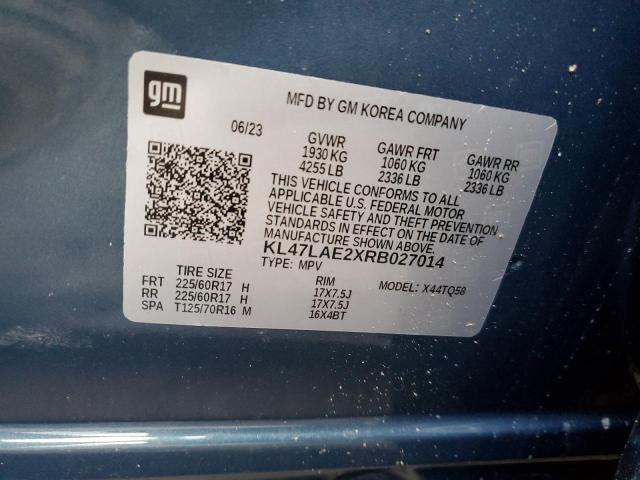 gm
MFD BY GM KOREA COMPANY
06/23
GVWR GAWR FRT GAWR RR
1930 KG 1060 KG 1060 KG
4255 LB 2336 LB 2336 LB
THIS VEHICLE CONFORMS TO ALL
APPLICABLE U.S. FEDERAL MOTOR
VEHICLE SAFETY AND THEFT PREVENTION
STANDARDS IN EFFECT ON THE DATE OF
MANUFACTURE SHOWN ABOVE.
KL47LAE2XRB027014
TYPE: MPV MODEL: X44TQ58
TIRE SIZE RIM
FRT 225/60R17 H 17X7.5J
RR 225/60R17 H 17X7.5J
SPA T125/70R16 M 16X4BT